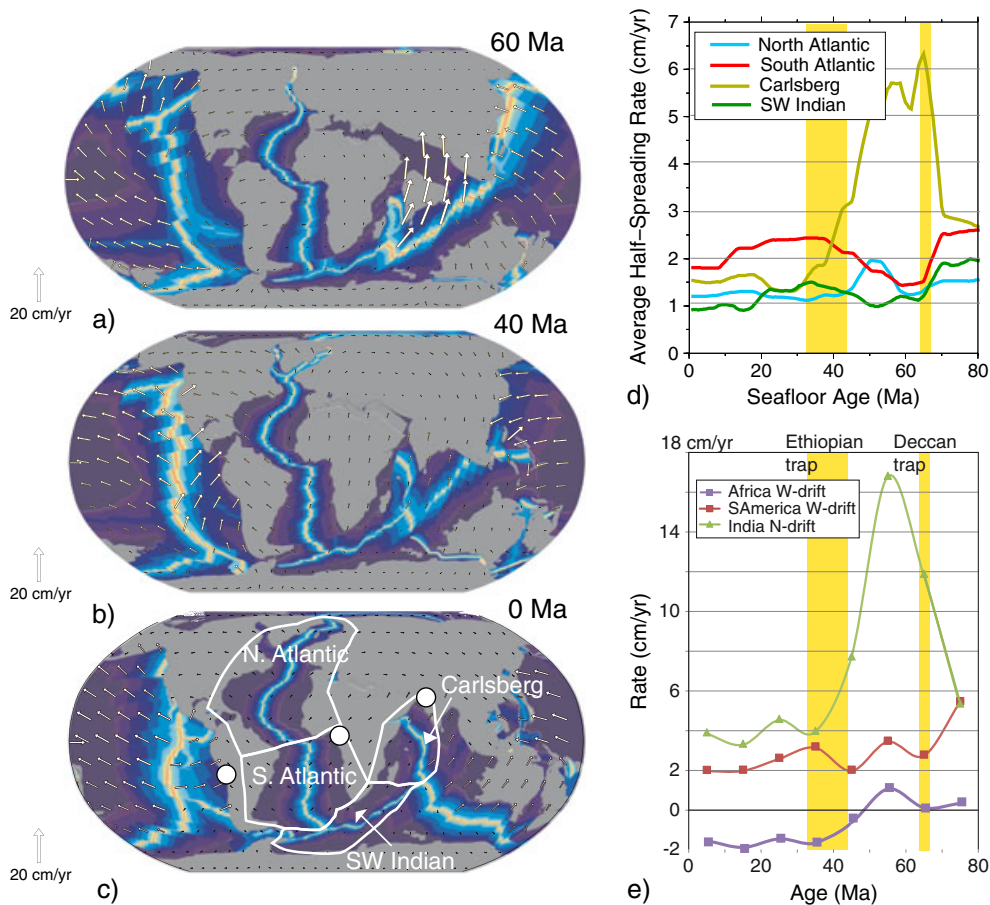 60 Ma
20 cm/yr
a)
40 Ma
20 cm/yr
b)
0 Ma
N. Atlantic
Carlsberg
S. Atlantic
SW Indian
20 cm/yr
c)
7
6
5
4
3
2
1
0
Average Half-Spreading Rate (cm/yr)
North Atlantic
South Atlantic
Carlsberg
SW Indian
0 20 40 60 80
d)
Seafloor Age (Ma)
18 cm/yr
Ethiopian
trap
Deccan
trap
Africa W-drift
SAmerica W-drift
India N-drift
14
10
6
2
0
-2
Rate (cm/yr)
0 20 40 60 80
e)
Age (Ma)